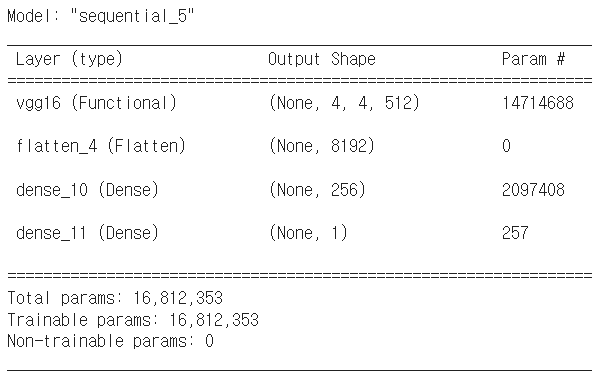 Model: "sequential_5"
Layer (type) Output Shape Param #
vgg16 (Functional) (None, 4, 4, 512) 14714688
flatten_4 (Flatten) (None, 8192) 0
dense_10 (Dense) (None, 256) 2097408
dense_11 (Dense) (None, 1) 257
Total params: 16,812,353
Trainable params: 16,812,353
Non-trainable params: 0